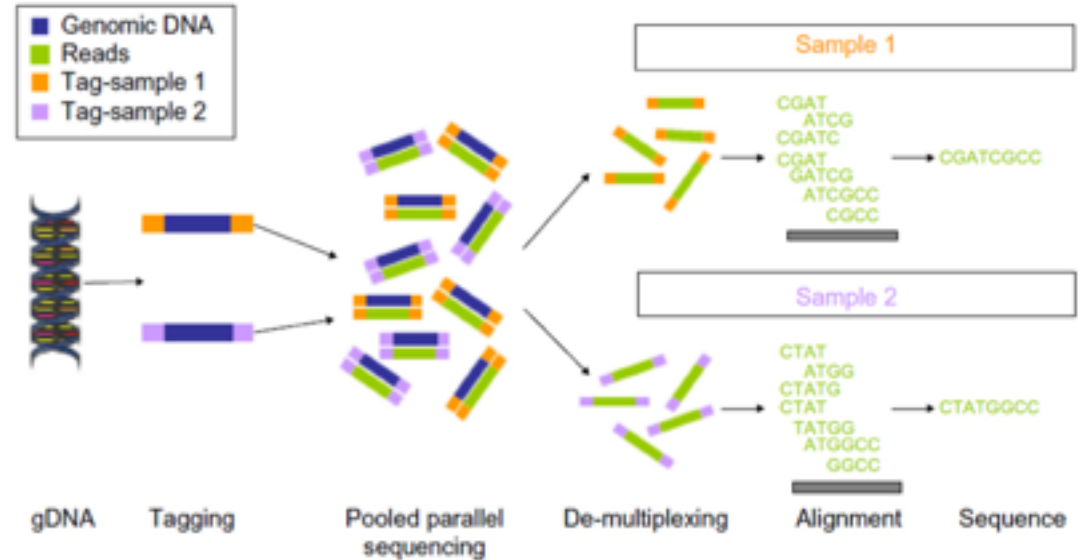 Genomic DNA
Reads
Tag-sample 1
Tag-sample 2
Sample 1
CGAT
ATCG
CGATC
CGAT
GATCG
ATCGCC
CGCC
CGATCGCC
Sample 2
CTAT
ATGG
CTATG
CTAT
TATGG
ATGGCC
GGCC
CTATGGCC
gDNA
Tagging
Pooled parallel
sequencing
De-multiplexing
Alignment
Sequence